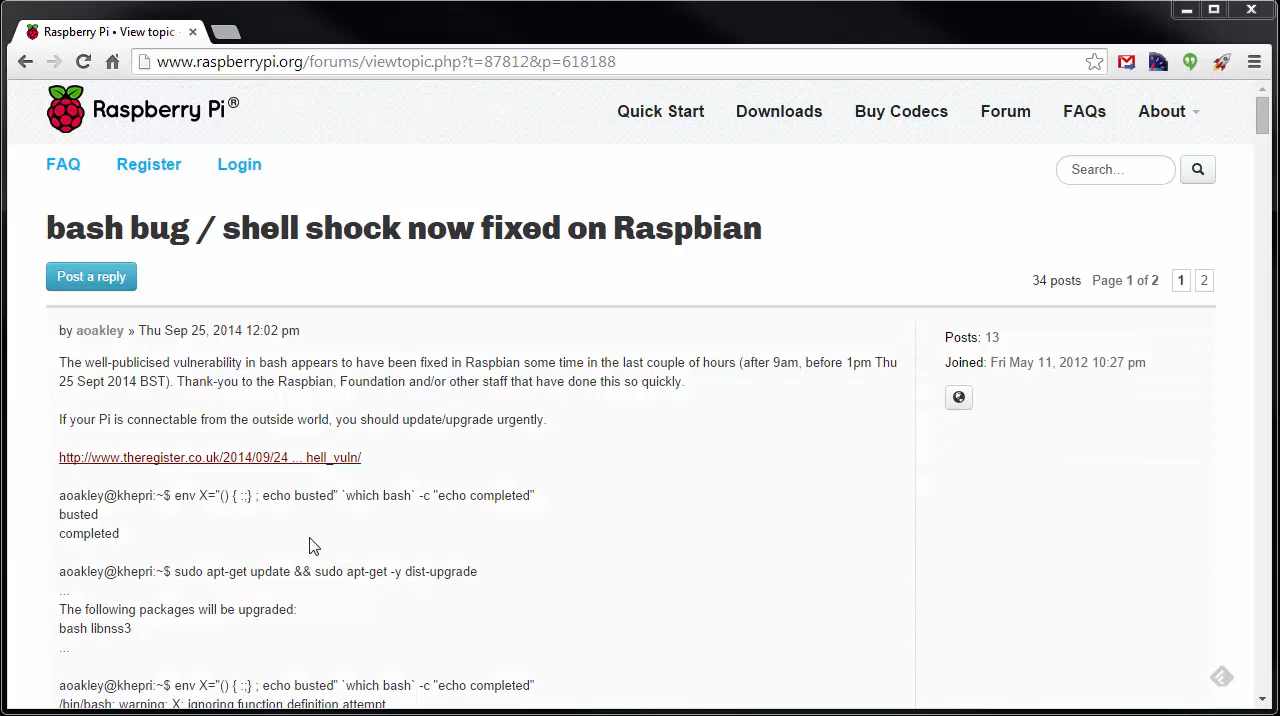 Raspberry Pi • View topic
www.raspberrypi.org/forums/viewtopic.php?t=87812&p=618188
Raspberry Pi®
Quick Start Downloads Buy Codecs Forum FAQs About
FAQ Register Login
Search...
bash bug / shell shock now fixed on Raspbian
Post a reply
34 posts Page 1 of 2 1 2
by aoakley » Thu Sep 25, 2014 12:02 pm
Posts: 13
Joined: Fri May 11, 2012 10:27 pm
The well-publicised vulnerability in bash appears to have been fixed in Raspbian some time in the last couple of hours (after 9am, before 1pm Thu
25 Sept 2014 BST). Thank-you to the Raspbian, Foundation and/or other staff that have done this so quickly.
If your Pi is connectable from the outside world, you should update/upgrade urgently.
http://www.theregister.co.uk/2014/09/24 ... hell_vuln/
aoakley@khepri:~$ env X="() { :;} ; echo busted" `which bash` -c "echo completed"
busted
completed
aoakley@khepri:~$ sudo apt-get update && sudo apt-get -y dist-upgrade
...
The following packages will be upgraded:
bash libnss3
...
aoakley@khepri:~$ env X="() { :;} ; echo busted" `which bash` -c "echo completed"
/bin/bash: warning: X: ignoring function definition attempt